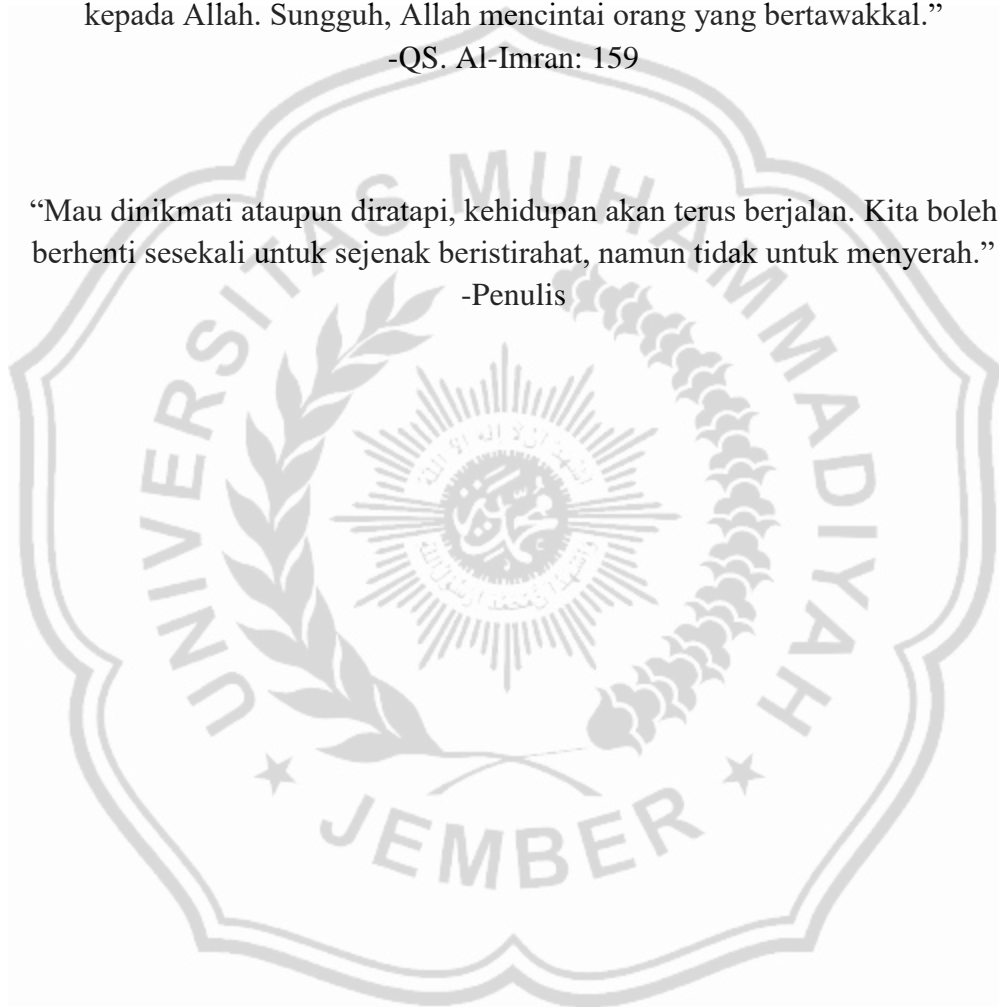 kepada Allah. Sungguh, Allah mencintai orang yang bertawakkal.”
-QS. Al-Imran: 159
“Mau dinikmati ataupun diratapi, kehidupan akan terus berjalan. Kita boleh
berhenti sesekali untuk sejenak beristirahat, namun tidak untuk menyerah.”
-Penulis
UNIVERSITAS MUHAMMADIYAH
JEMBER